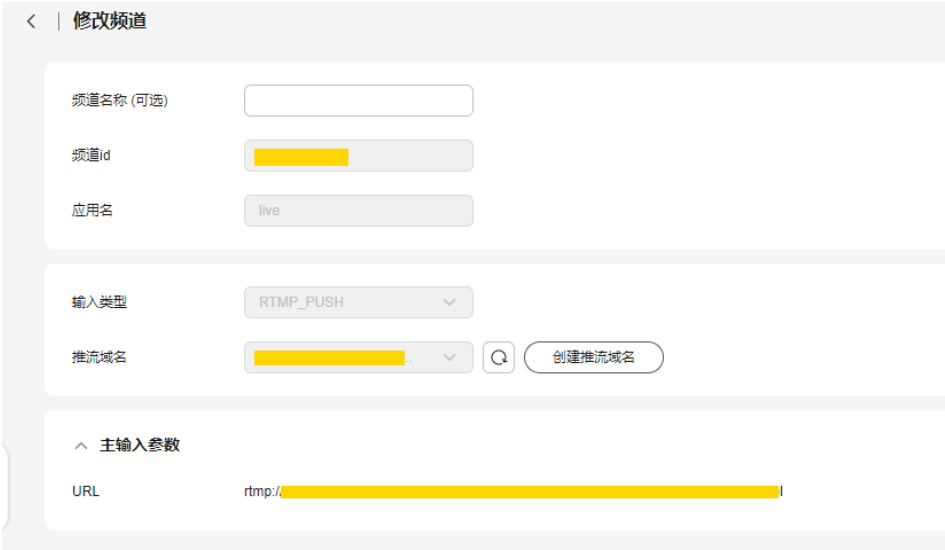 修改频道
频道名称 (可选)
频道id
应用名 live
输入类型 RTMP_PUSH
推流域名 创建推流域名
主输入参数
URL rtmp://